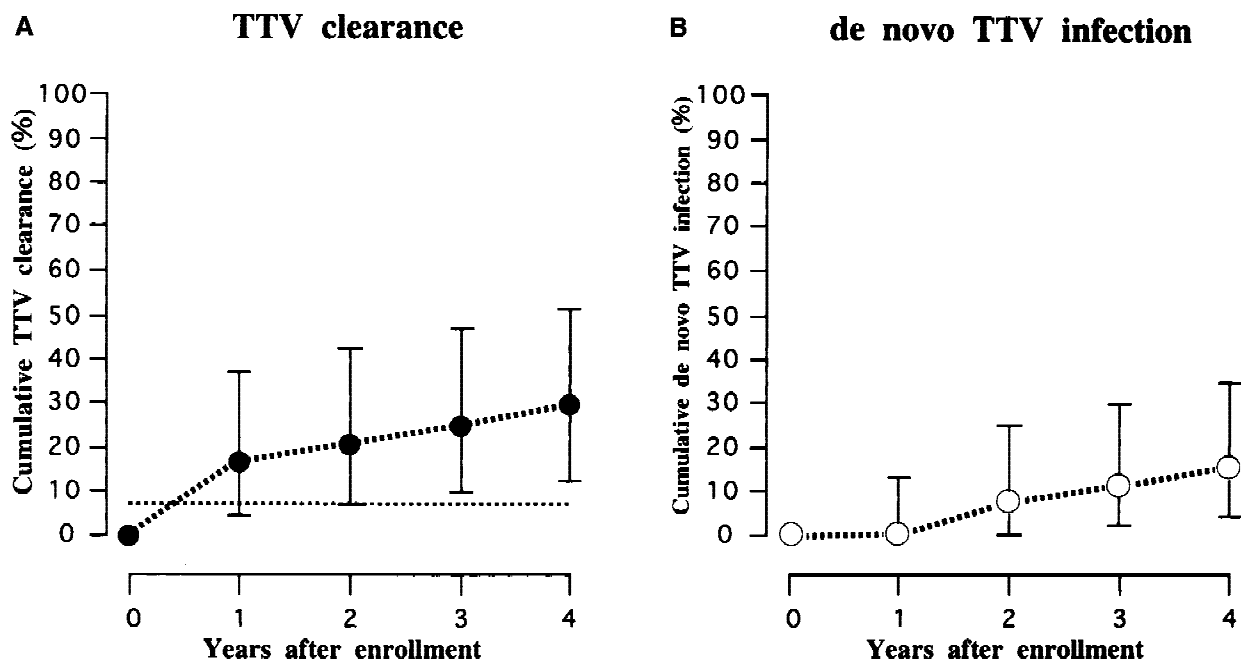 A
TTV clearance
Cumulative TTV clearance (%)
100
90
80
70
60
50
40
30
20
10
0
0 1 2 3 4
Years after enrollment
B
de novo TTV infection
Cumulative de novo TTV infection (%)
100
90
80
70
60
50
40
30
20
10
0
0 1 2 3 4
Years after enrollment